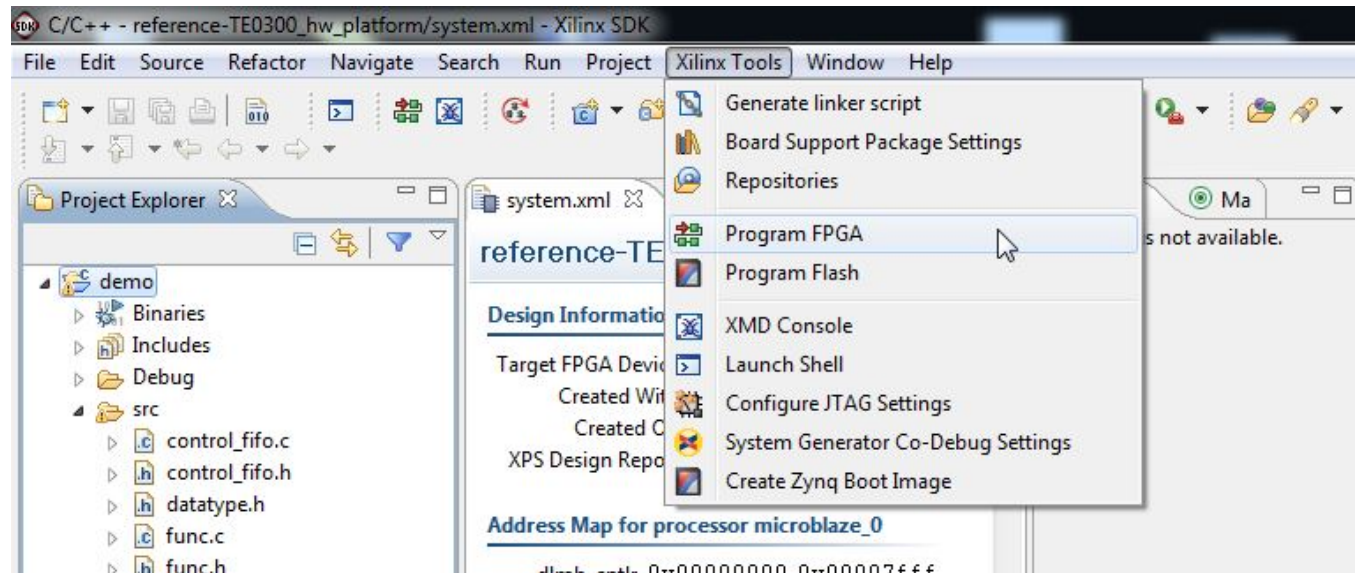 C/C++ - reference-TE0300_hw_platform/system.xml - Xilinx SDK
File Edit Source Refactor Navigate Search Run Project Xilinx Tools Window Help
Generate linker script
Board Support Package Settings
Repositories
Program FPGA
Program Flash
XMD Console
Launch Shell
Configure JTAG Settings
System Generator Co-Debug Settings
Create Zynq Boot Image
Project Explorer
demo
Binaries
Includes
Debug
src
control_fifo.c
control_fifo.h
datatype.h
func.c
func.h
system.xml
reference-TE
Design Informatio
Target FPGA Devic
Created Wit
Created O
XPS Design Repo
Address Map for processor microblaze_0
0x00000000 0x00007fff
Ma
s not available.